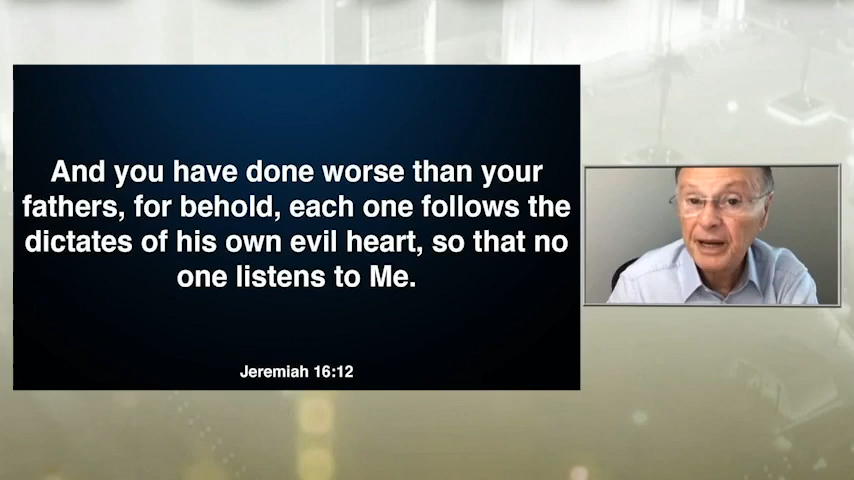 And you have done worse than your
fathers, for behold, each one follows the
dictates of his own evil heart, so that no
one listens to Me.
Jeremiah 16:12